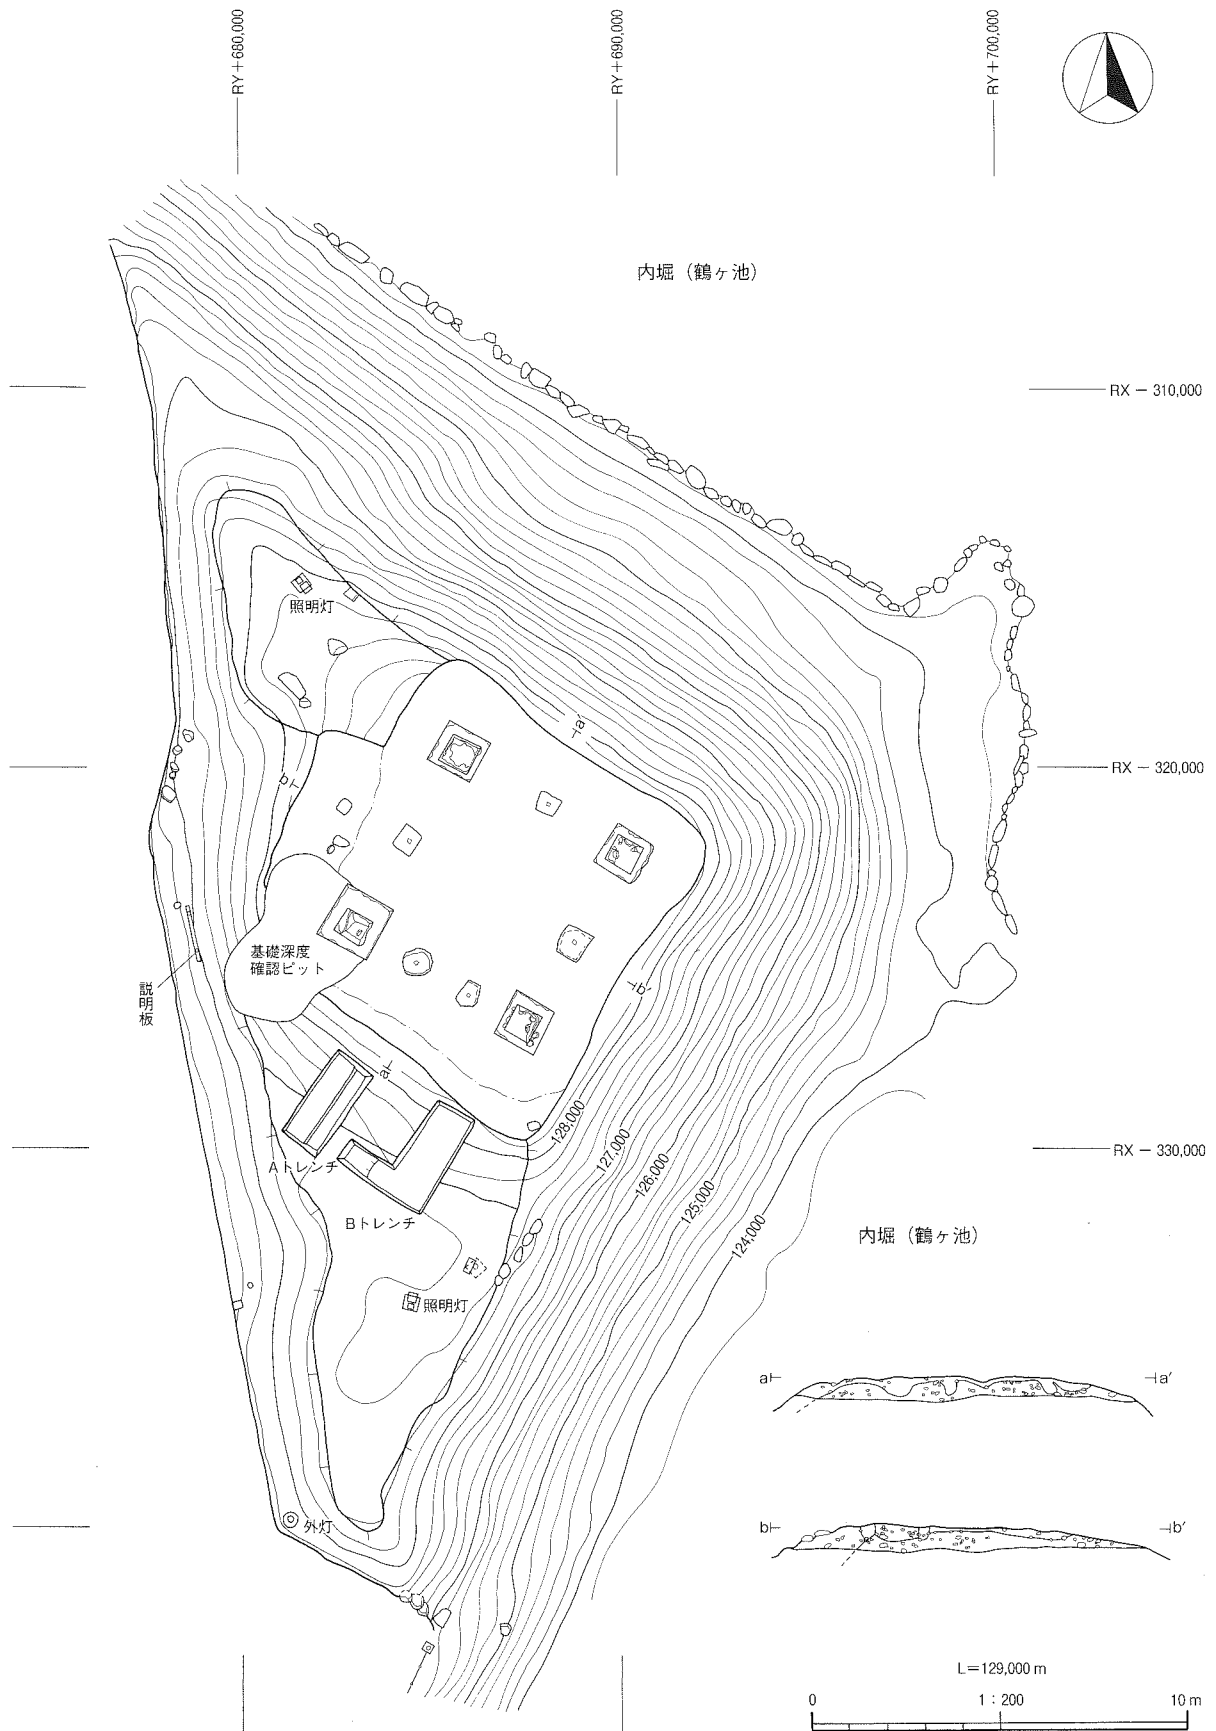 RY＋680,000
RY＋690,000
RY＋700,000
内堀（鶴ヶ池）
RX － 310,000
照明灯
a′
RX － 320,000
b
基礎深度
確認ピット
説明板
b′
a
128,000
127,000
126,000
125,000
124,000
RX － 330,000
Aトレンチ
Bトレンチ
内堀（鶴ヶ池）
照明灯
a
a′
外灯
b
b′
L＝129,000 m
0
1：200
10 m